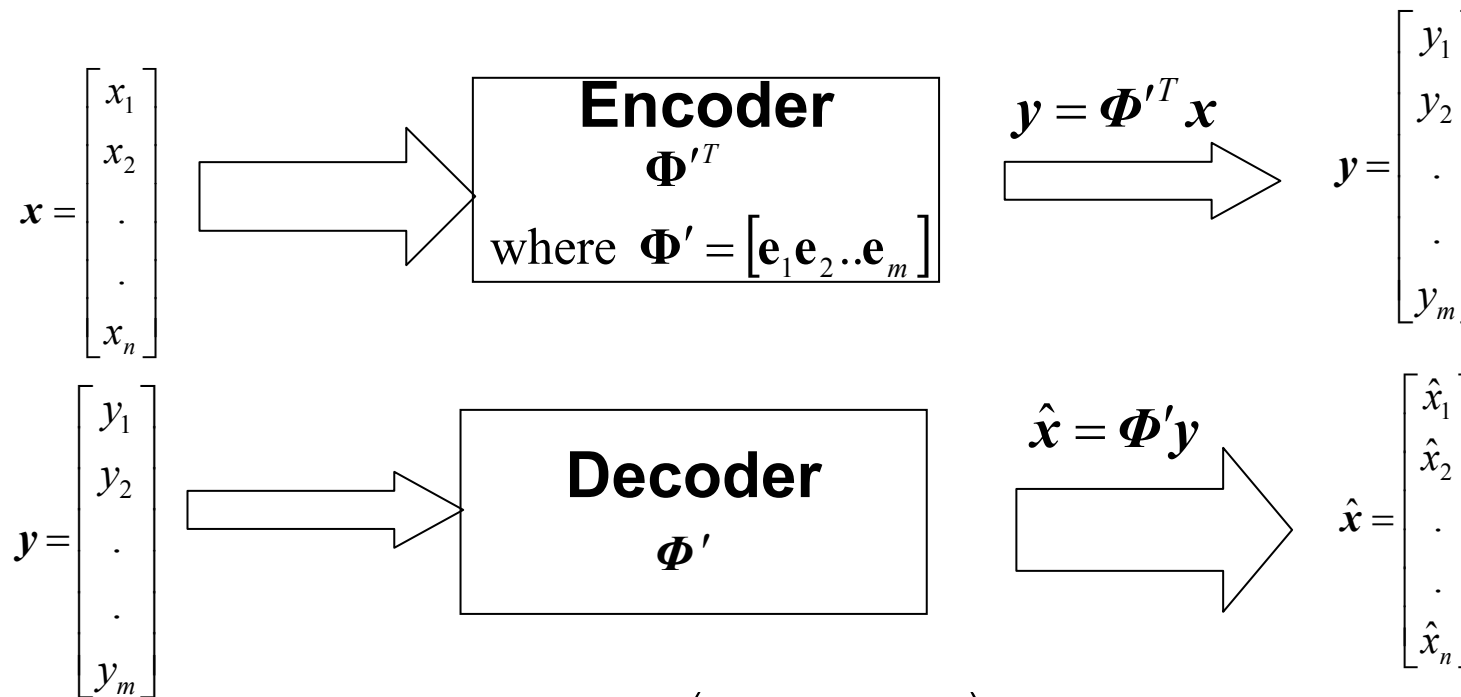 x = [x₁ x₂ . . xₙ]
Encoder
Φ′ᵀ
where Φ′ = [e₁e₂..eₘ]
y = Φ′ᵀ x
y = [y₁ y₂ . . yₘ]
y = [y₁ y₂ . . yₘ]
Decoder
Φ′
x̂ = Φ′y
x̂ = [x̂₁ x̂₂ . . x̂ₙ]